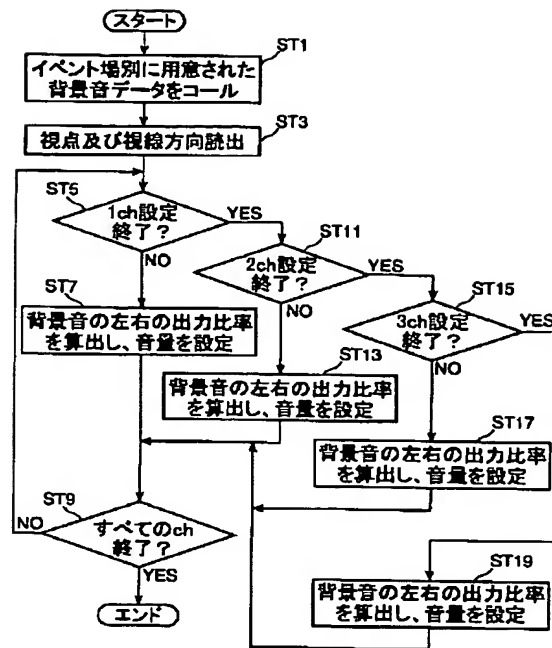 スタート
ST1
イベント場別に用意された
背景音データをコール
ST3
視点及び視線方向読出
ST5
1ch設定
終了？
YES
NO
ST11
2ch設定
終了？
YES
NO
ST15
3ch設定
終了？
YES
NO
ST7
背景音の左右の出力比率
を算出し、音量を設定
ST13
背景音の左右の出力比率
を算出し、音量を設定
ST17
背景音の左右の出力比率
を算出し、音量を設定
ST9
すべてのch
終了？
NO
YES
ST19
背景音の左右の出力比率
を算出し、音量を設定
エンド